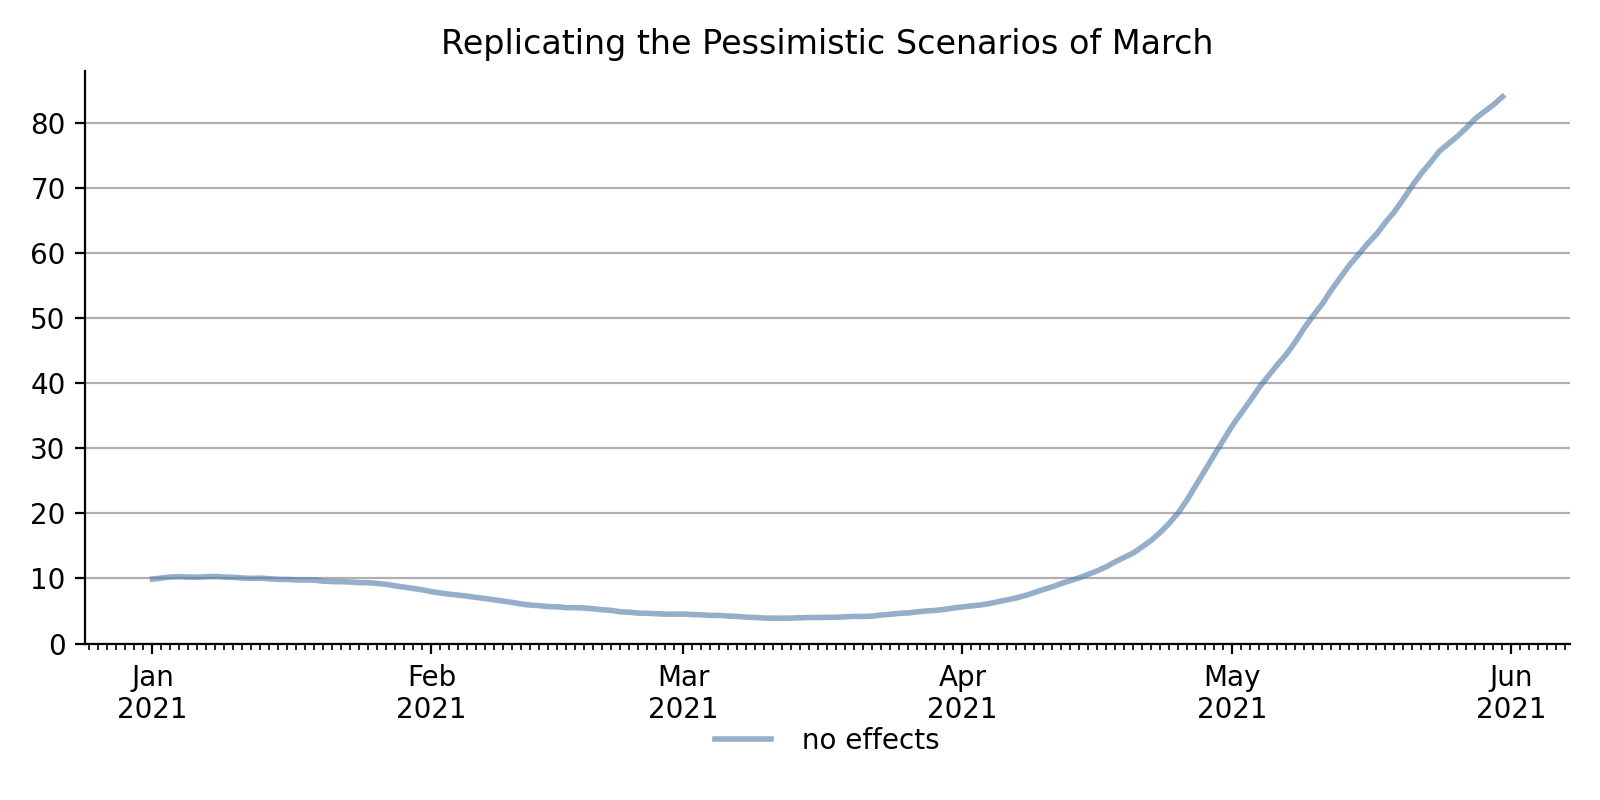 Replicating the Pessimistic Scenarios of March
80
70
60
50
40
30
20
10
0
Jan Feb Mar Apr May Jun
2021 2021 2021 2021 2021 2021
no effects